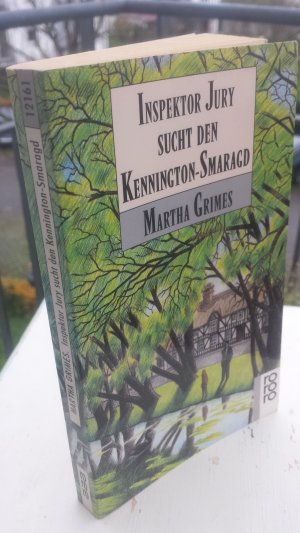 INSPEKTOR JURY
SUCHT DEN
KENNINGTON-SMARAGD
MARTHA GRIMES
rororo
MARTHA GRIMES Inspektor Jury sucht den Kennington-Smaragd 12161